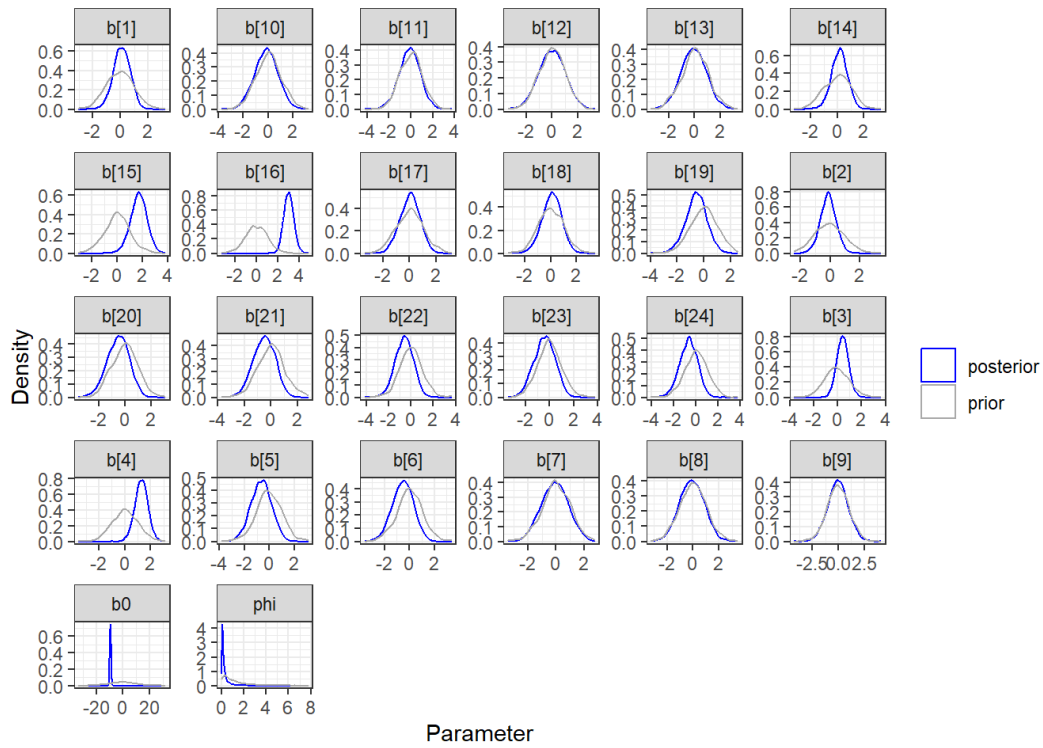 b[1] b[10] b[11] b[12] b[13] b[14]
0.6 0.4 0.2 0.0 0.4 0.3 0.2 0.1 0.0 0.4 0.3 0.2 0.1 0.0 0.4 0.3 0.2 0.1 0.0 0.4 0.3 0.2 0.1 0.0 0.6 0.4 0.2 0.0
-2 0 2 -2 0 2 -4 -2 0 2 4 -2 0 2 -2 0 2 -2 0 2
b[15] b[16] b[17] b[18] b[19] b[2]
0.6 0.4 0.2 0.0 0.8 0.6 0.4 0.2 0.0 0.4 0.2 0.0 0.4 0.2 0.0 0.5 0.4 0.3 0.2 0.1 0.0 0.8 0.6 0.4 0.2 0.0
-2 0 2 4 -2 0 2 4 -2 0 2 -2 0 2 -4 -2 0 2 -2 0 2
b[20] b[21] b[22] b[23] b[24] b[3]
0.4 0.3 0.2 0.1 0.0 0.4 0.3 0.2 0.1 0.0 0.5 0.4 0.3 0.2 0.1 0.0 0.5 0.4 0.3 0.2 0.1 0.0 0.5 0.4 0.3 0.2 0.1 0.0 0.8 0.6 0.4 0.2 0.0
-2 0 2 -2 0 2 -2 0 2 4 -2 0 2 4 -4 -2 0 2 4 -4 -2 0 2 4
b[4] b[5] b[6] b[7] b[8] b[9]
0.8 0.6 0.4 0.2 0.0 0.5 0.4 0.3 0.2 0.1 0.0 0.4 0.3 0.2 0.1 0.0 0.4 0.3 0.2 0.1 0.0 0.4 0.3 0.2 0.1 0.0 0.4 0.3 0.2 0.1 0.0
-2 0 2 -4 -2 0 2 -2 0 2 -2 0 2 -2 0 2 -2.50.02.5
b0 phi
0.6 0.4 0.2 0.0 4 3 2 1 0
-20 0 20 0 2 4 6 8
Density
Parameter
posterior
prior